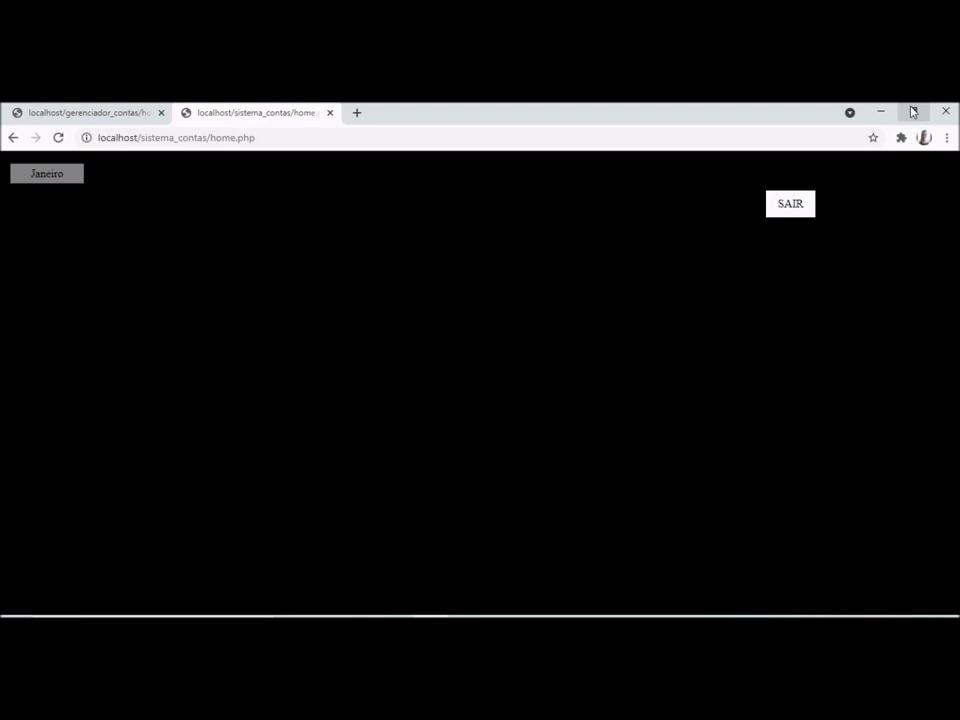 localhost/gerenciador_contas/ho
localhost/sistema_contas/home.
localhost/sistema_contas/home.php
Janeiro
SAIR